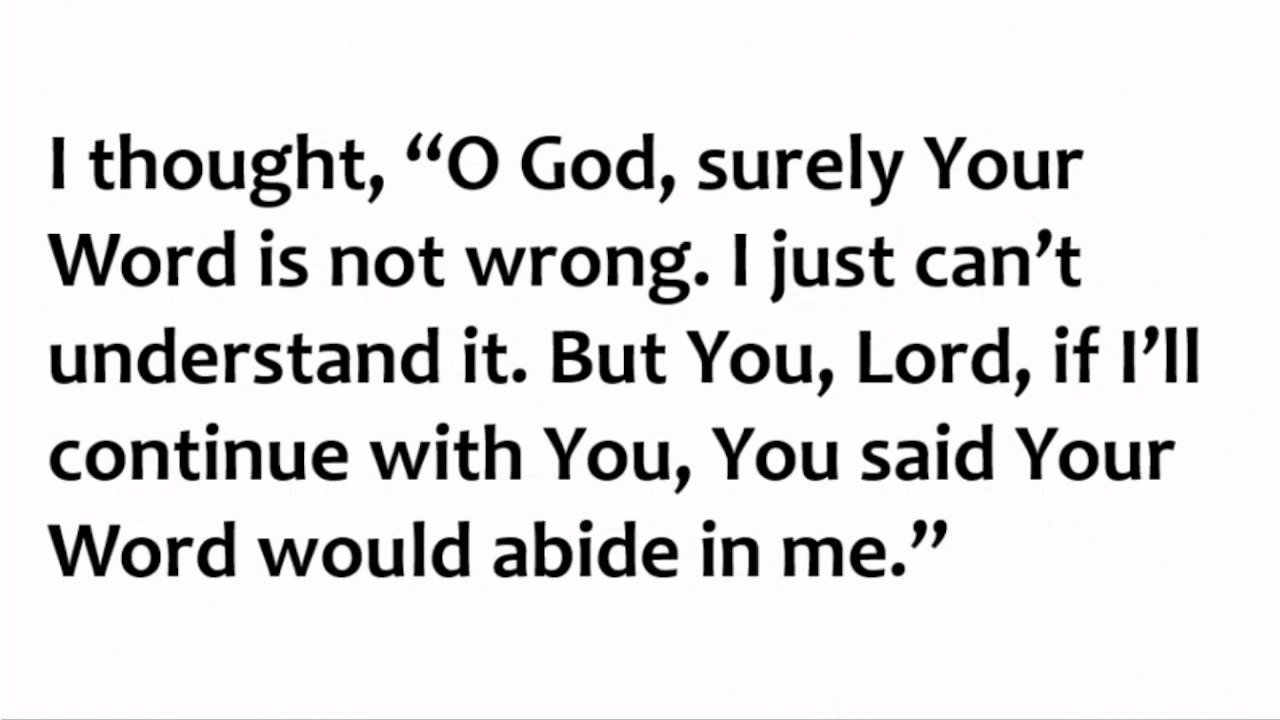 I thought, “O God, surely Your
Word is not wrong. I just can’t
understand it. But You, Lord, if I’ll
continue with You, You said Your
Word would abide in me.”